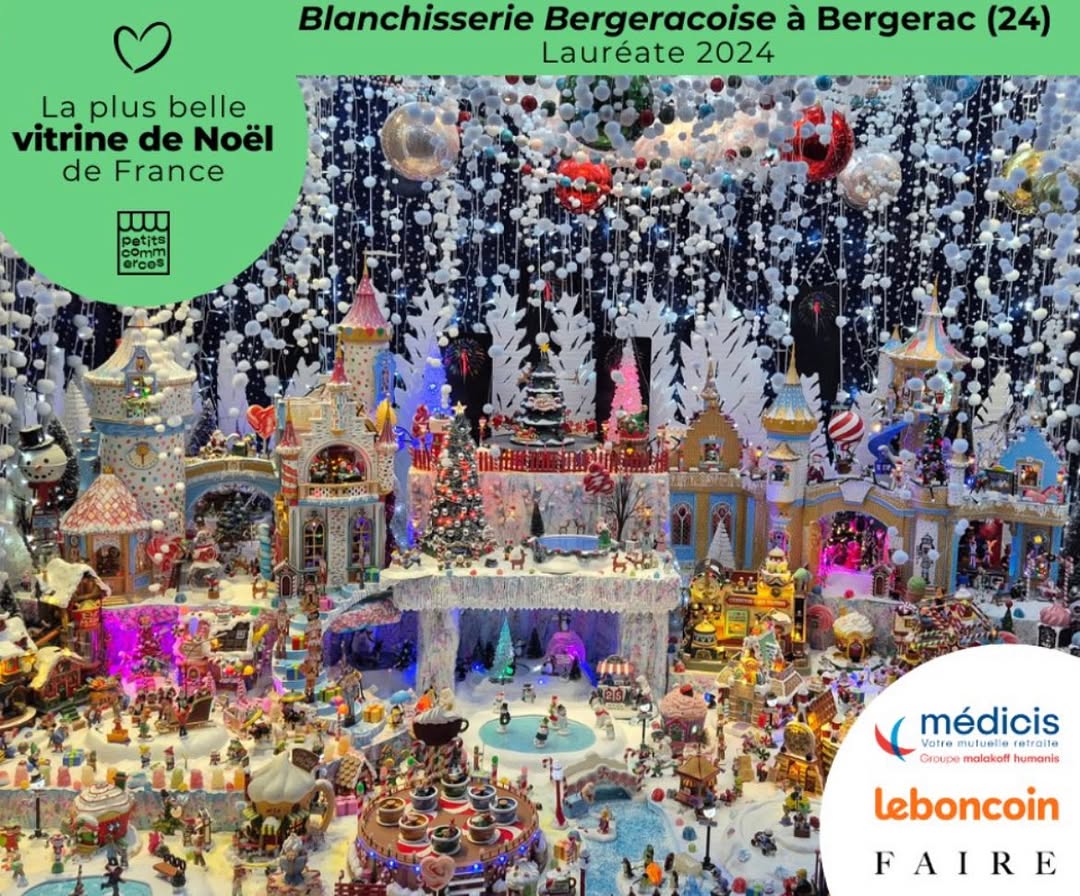 Blanchisserie Bergeracoise à Bergerac (24)
Lauréate 2024
La plus belle
vitrine de Noël
de France
petits
comm
erces
médicis
Votre mutuelle retraite
Groupe malakoff humanis
leboncoin
FAIRE